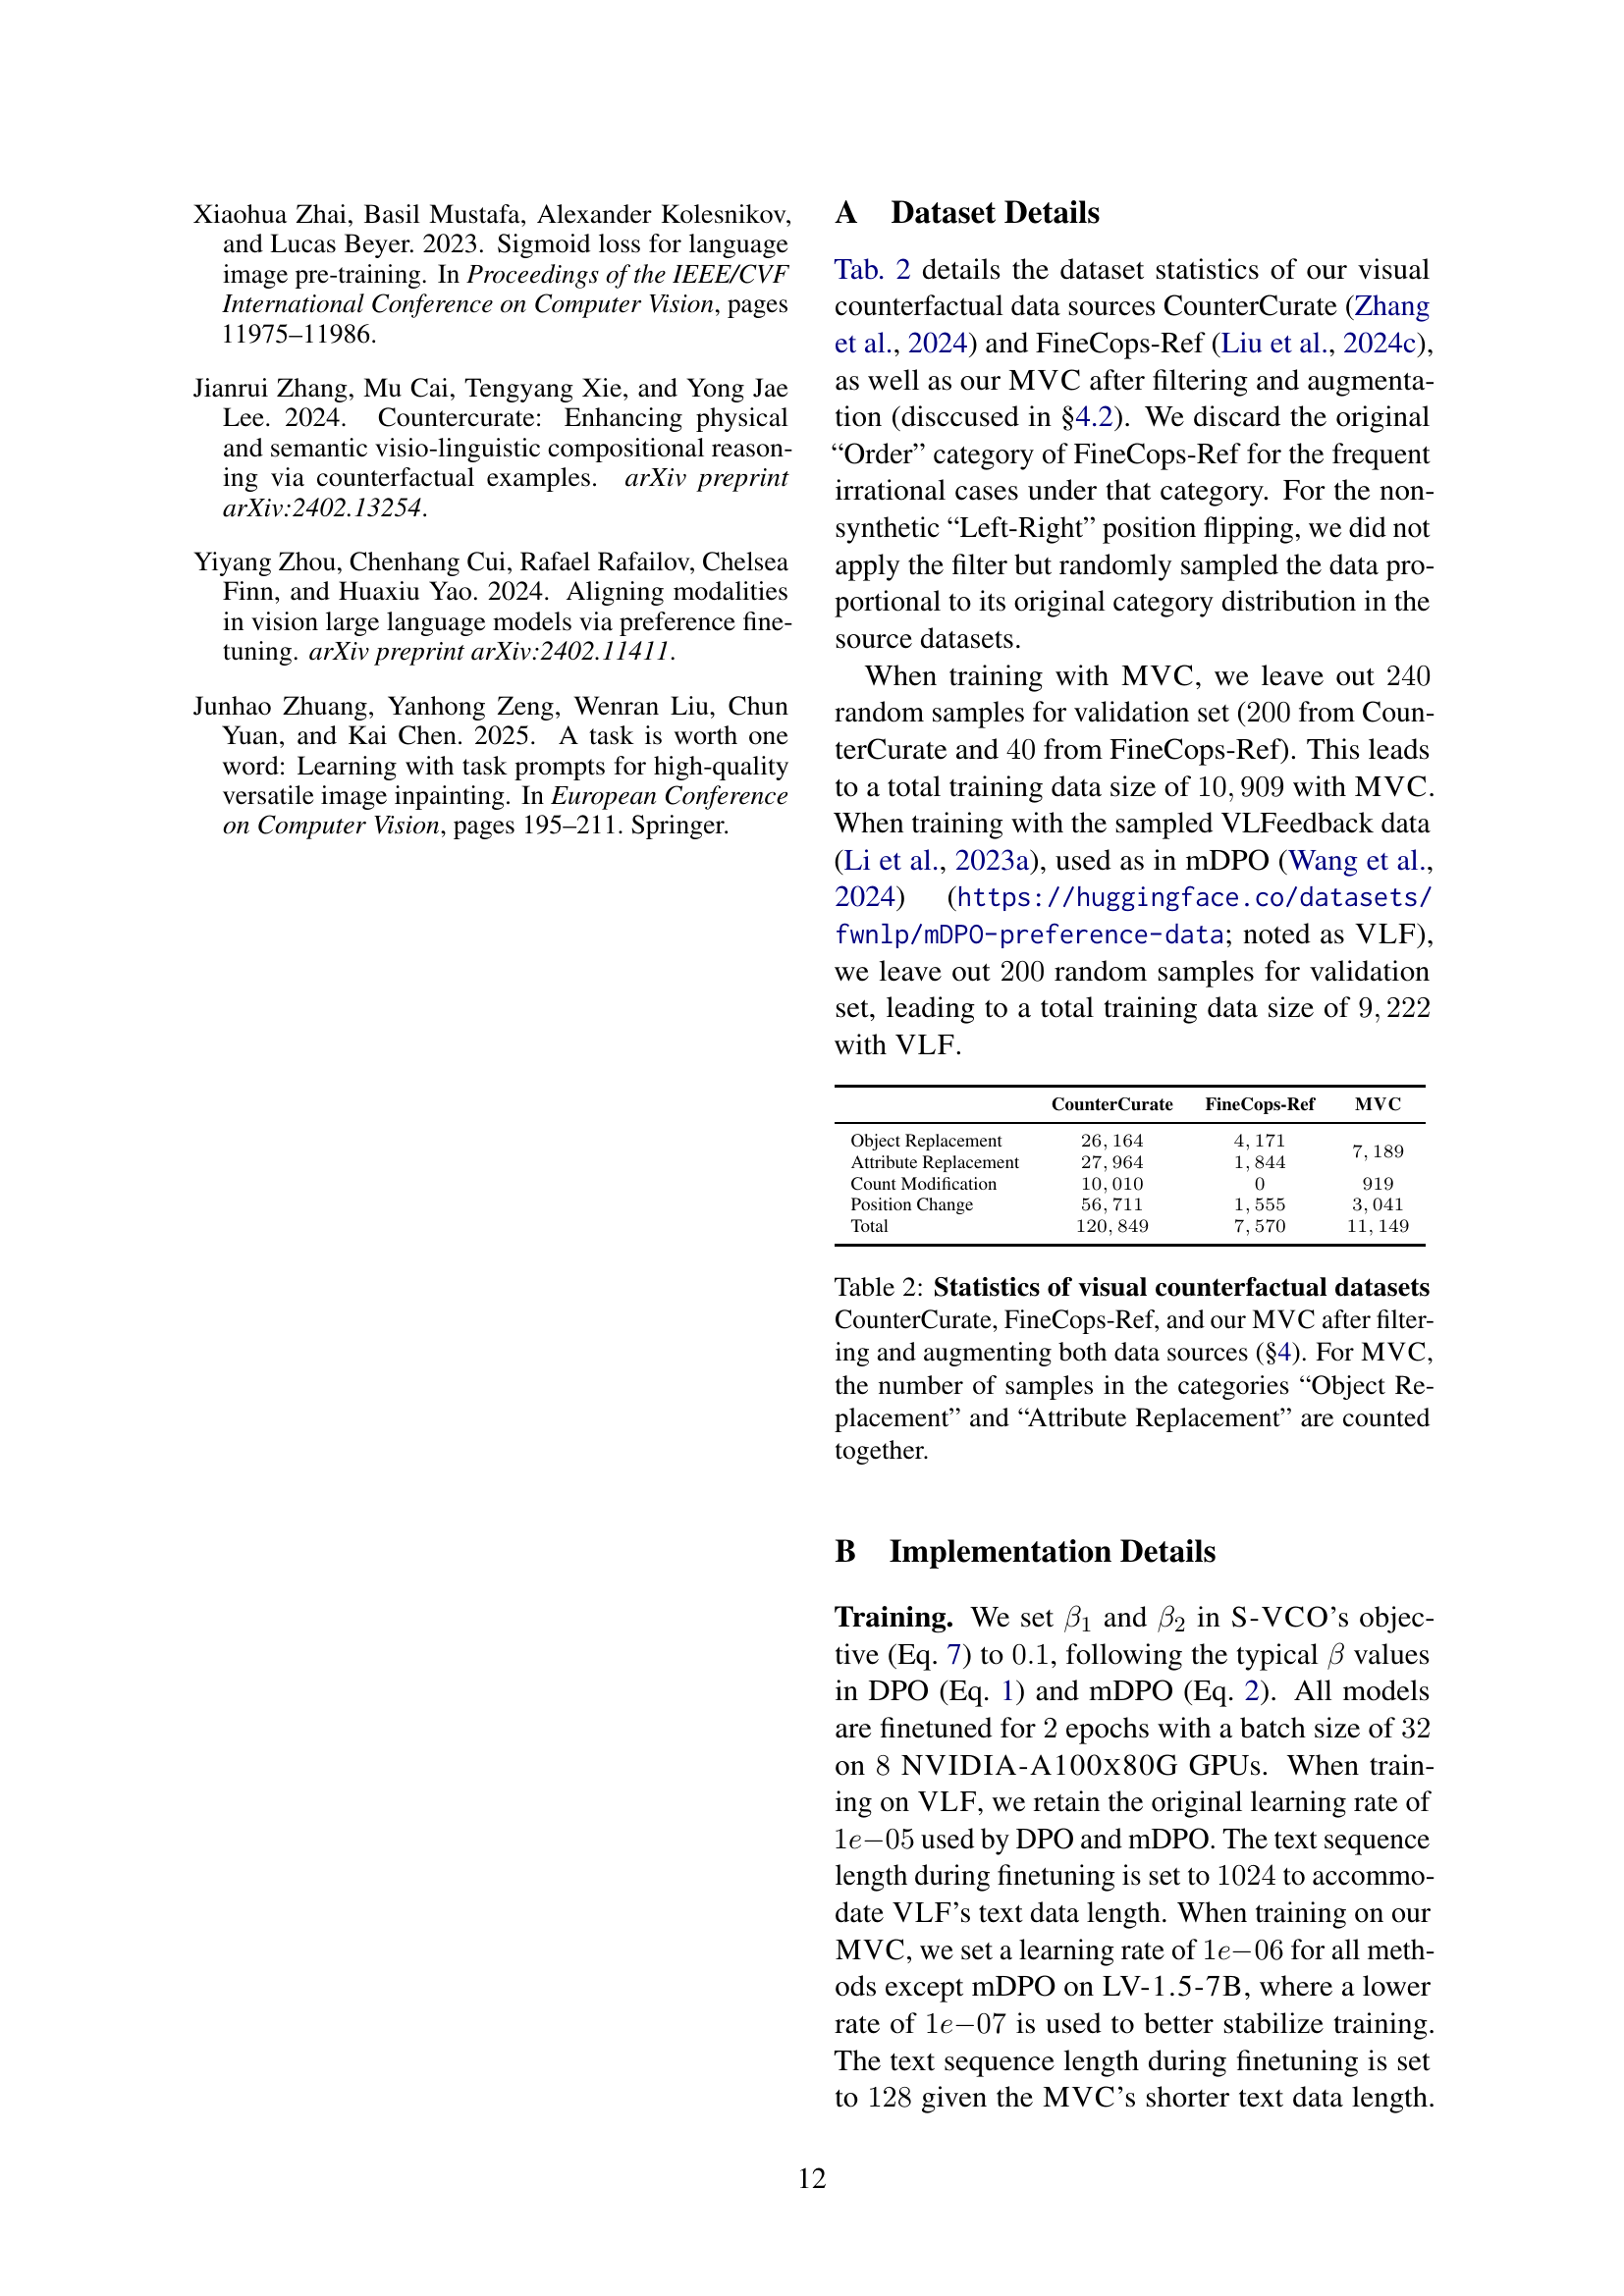 Xiaohua Zhai, Basil Mustafa, Alexander Kolesnikov,
and Lucas Beyer. 2023. Sigmoid loss for language
image pre-training. In Proceedings of the IEEE/CVF
International Conference on Computer Vision, pages
11975–11986.
Jianrui Zhang, Mu Cai, Tengyang Xie, and Yong Jae
Lee. 2024. Countercurate: Enhancing physical
and semantic visio-linguistic compositional reason-
ing via counterfactual examples. arXiv preprint
arXiv:2402.13254.
Yiyang Zhou, Chenhang Cui, Rafael Rafailov, Chelsea
Finn, and Huaxiu Yao. 2024. Aligning modalities
in vision large language models via preference fine-
tuning. arXiv preprint arXiv:2402.11411.
Junhao Zhuang, Yanhong Zeng, Wenran Liu, Chun
Yuan, and Kai Chen. 2025. A task is worth one
word: Learning with task prompts for high-quality
versatile image inpainting. In European Conference
on Computer Vision, pages 195–211. Springer.
A Dataset Details
Tab. 2 details the dataset statistics of our visual
counterfactual data sources CounterCurate (Zhang
et al., 2024) and FineCops-Ref (Liu et al., 2024c),
as well as our MVC after filtering and augmenta-
tion (disccused in §4.2). We discard the original
“Order” category of FineCops-Ref for the frequent
irrational cases under that category. For the non-
synthetic “Left-Right” position flipping, we did not
apply the filter but randomly sampled the data pro-
portional to its original category distribution in the
source datasets.
When training with MVC, we leave out 240
random samples for validation set (200 from Coun-
terCurate and 40 from FineCops-Ref). This leads
to a total training data size of 10, 909 with MVC.
When training with the sampled VLFeedback data
(Li et al., 2023a), used as in mDPO (Wang et al.,
2024) (https://huggingface.co/datasets/
fwnlp/mDPO-preference-data; noted as VLF),
we leave out 200 random samples for validation
set, leading to a total training data size of 9, 222
with VLF.
CounterCurate FineCops-Ref MVC
Object Replacement 26, 164 4, 171 7, 189
Attribute Replacement 27, 964 1, 844
Count Modification 10, 010 0 919
Position Change 56, 711 1, 555 3, 041
Total 120, 849 7, 570 11, 149
Table 2: Statistics of visual counterfactual datasets
CounterCurate, FineCops-Ref, and our MVC after filter-
ing and augmenting both data sources (§4). For MVC,
the number of samples in the categories “Object Re-
placement” and “Attribute Replacement” are counted
together.
B Implementation Details
Training. We set β₁ and β₂ in S-VCO’s objec-
tive (Eq. 7) to 0.1, following the typical β values
in DPO (Eq. 1) and mDPO (Eq. 2). All models
are finetuned for 2 epochs with a batch size of 32
on 8 NVIDIA-A100x80G GPUs. When train-
ing on VLF, we retain the original learning rate of
1e−05 used by DPO and mDPO. The text sequence
length during finetuning is set to 1024 to accommo-
date VLF’s text data length. When training on our
MVC, we set a learning rate of 1e−06 for all meth-
ods except mDPO on LV-1.5-7B, where a lower
rate of 1e−07 is used to better stabilize training.
The text sequence length during finetuning is set
to 128 given the MVC’s shorter text data length.
12